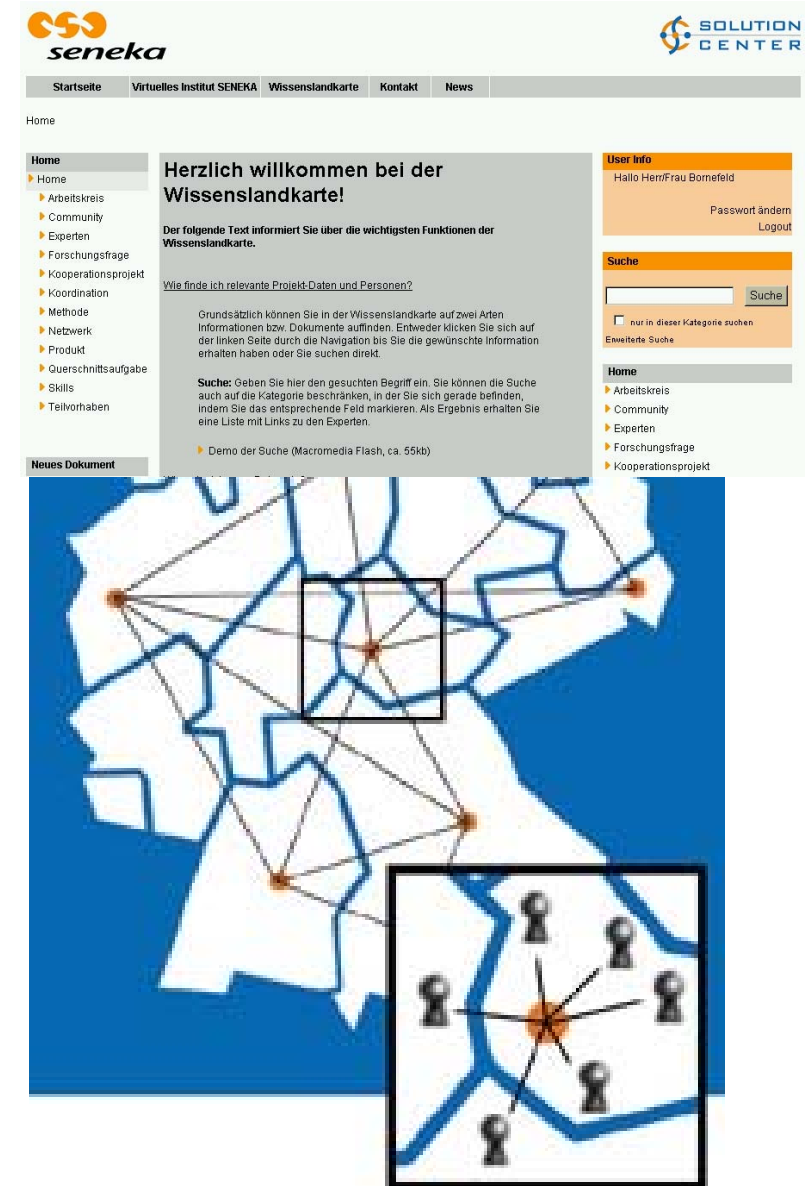 seneka
SOLUTION
CENTER
Startseite Virtuelles Institut SENEKA Wissenslandkarte Kontakt News
Home
Home
Home
Arbeitskreis
Community
Experten
Forschungsfrage
Kooperationsprojekt
Koordination
Methode
Netzwerk
Produkt
Querschnittsaufgabe
Skills
Teilvorhaben
Neues Dokument
Herzlich willkommen bei der
Wissenslandkarte!
Der folgende Text informiert Sie über die wichtigsten Funktionen der
Wissenslandkarte.
Wie finde ich relevante Projekt-Daten und Personen?
Grundsätzlich können Sie in der Wissenslandkarte auf zwei Arten
Informationen bzw. Dokumente auffinden. Entweder klicken Sie sich auf
der linken Seite durch die Navigation bis Sie die gewünschte Information
erhalten haben oder Sie suchen direkt.
Suche: Geben Sie hier den gesuchten Begriff ein. Sie können die Suche
auch auf die Kategorie beschränken, in der Sie sich gerade befinden,
indem Sie das entsprechende Feld markieren. Als Ergebnis erhalten Sie
eine Liste mit Links zu den Experten.
Demo der Suche (Macromedia Flash, ca. 55kb)
User Info
Hallo Herr/Frau Bornefeld
Passwort ändern
Logout
Suche
Suche
nur in dieser Kategorie suchen
Erweiterte Suche
Home
Arbeitskreis
Community
Experten
Forschungsfrage
Kooperationsprojekt